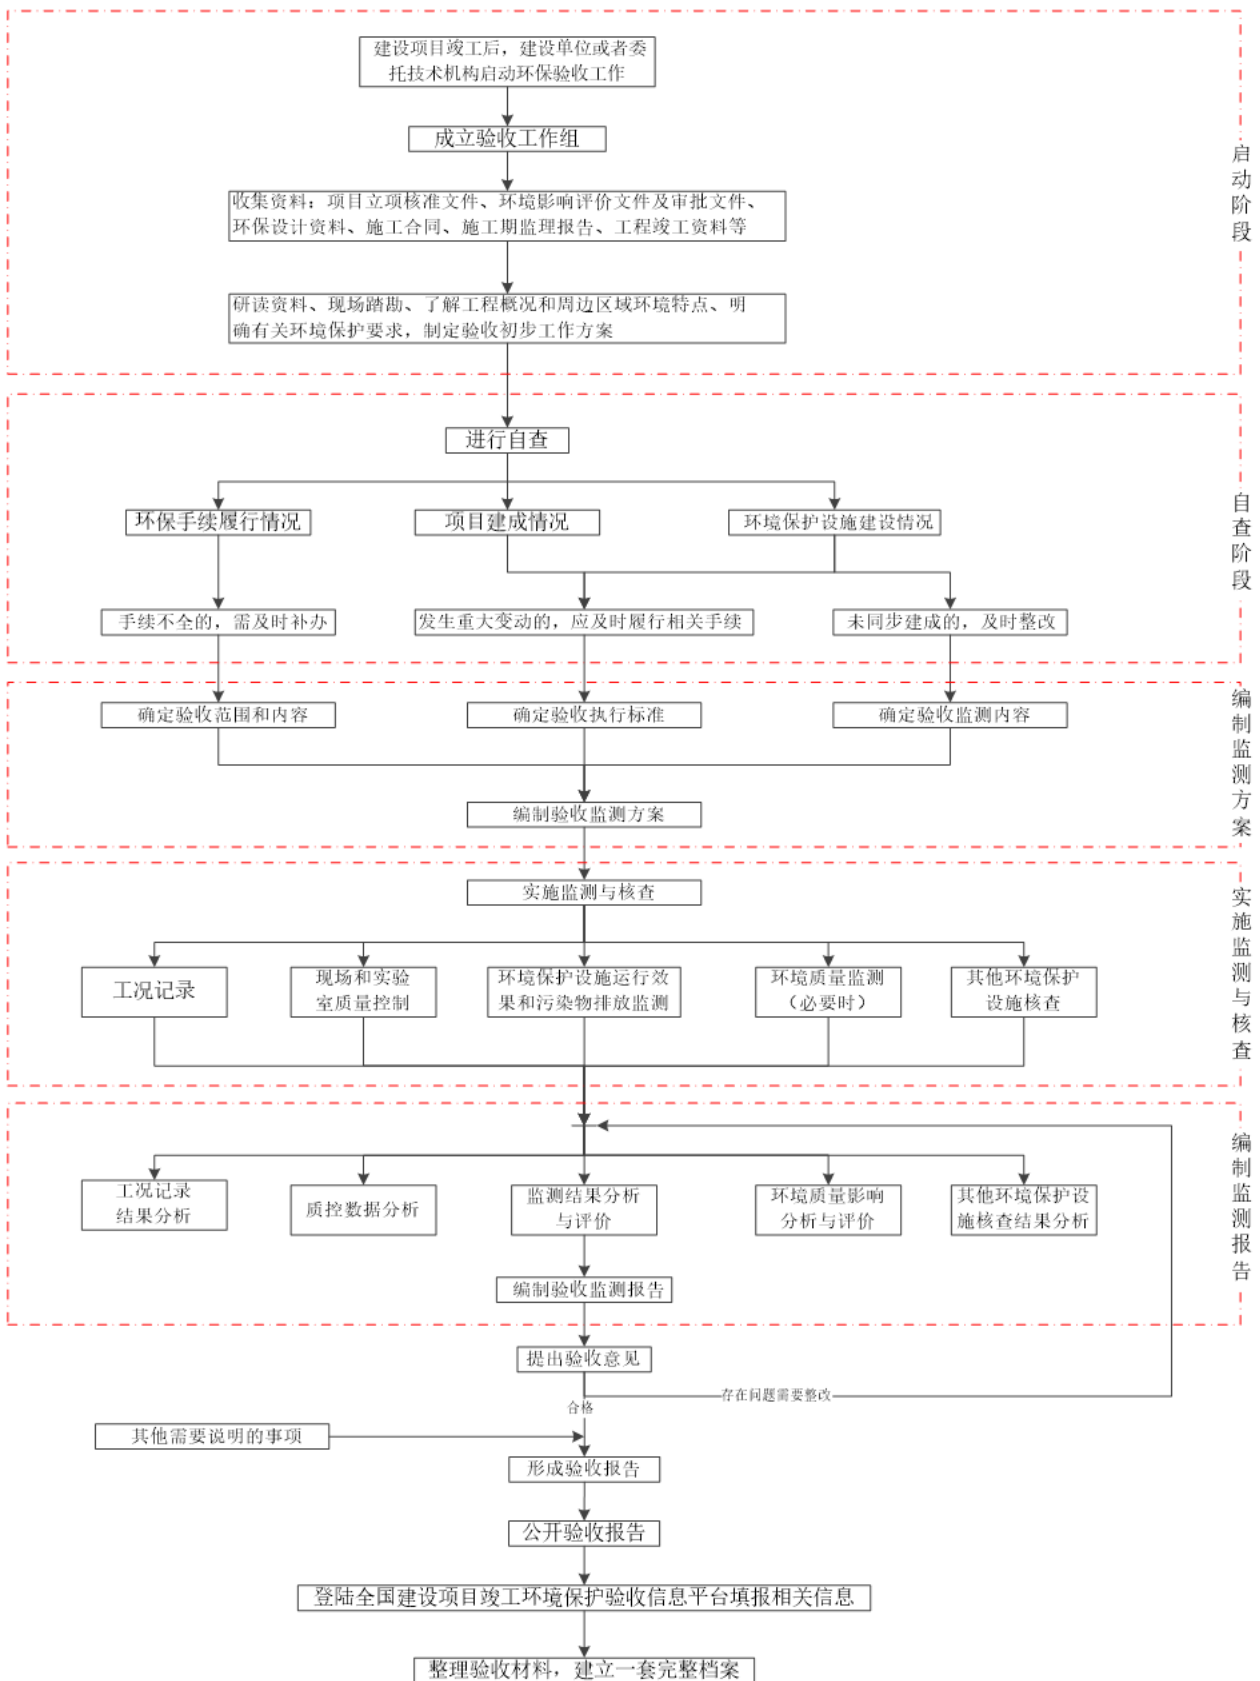 建设项目竣工后，建设单位或者委
托技术机构启动环保验收工作
成立验收工作组
收集资料：项目立项核准文件、环境影响评价文件及审批文件、
环保设计资料、施工合同、施工期监理报告、工程竣工资料等
研读资料、现场踏勘、了解工程概况和周边区域环境特点、明
确有关环境保护要求，制定验收初步工作方案
启动阶段
进行自查
环保手续履行情况
项目建成情况
环境保护设施建设情况
手续不全的，需及时补办
发生重大变动的，应及时履行相关手续
未同步建成的，及时整改
自查阶段
确定验收范围和内容
确定验收执行标准
确定验收监测内容
编制验收监测方案
编制监测方案
实施监测与核查
工况记录
现场和实验
室质量控制
环境保护设施运行效
果和污染物排放监测
环境质量监测
（必要时）
其他环境保护
设施核查
实施监测与核查
工况记录
结果分析
质控数据分析
监测结果分析
与评价
环境质量影响
分析与评价
其他环境保护设
施核查结果分析
编制验收监测报告
编制监测报告
提出验收意见
存在问题需要整改
合格
其他需要说明的事项
形成验收报告
公开验收报告
登陆全国建设项目竣工环境保护验收信息平台填报相关信息
整理验收材料，建立一套完整档案